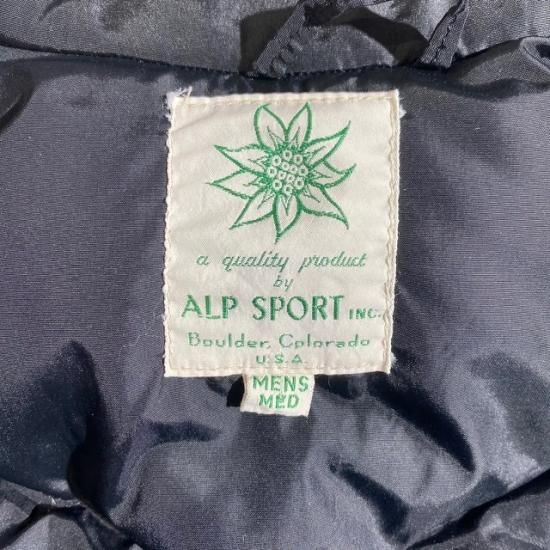 a quality product
by
ALP SPORT INC.
Boulder, Colorado
U.S.A.
MENS
MED